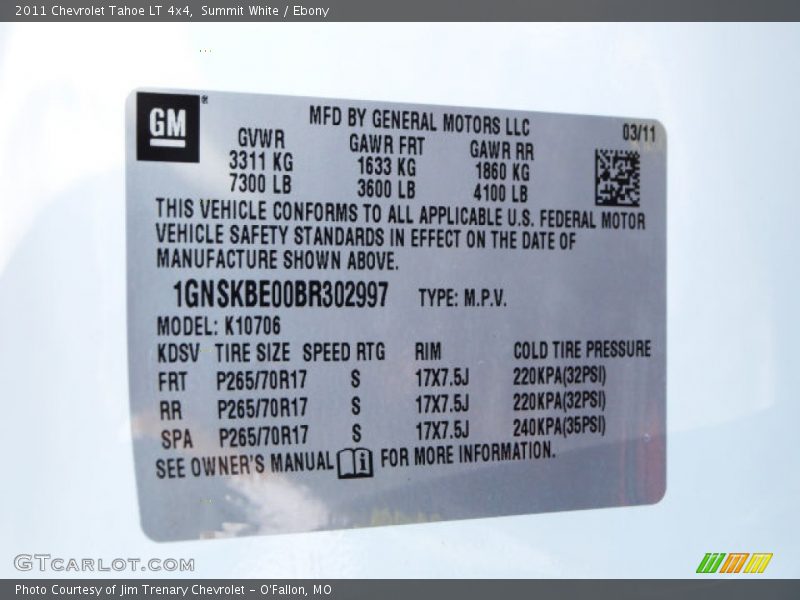 2011 Chevrolet Tahoe LT 4x4, Summit White / Ebony
GM®
MFD BY GENERAL MOTORS LLC 03/11
GVWR GAWR FRT GAWR RR
3311 KG 1633 KG 1860 KG
7300 LB 3600 LB 4100 LB
THIS VEHICLE CONFORMS TO ALL APPLICABLE U.S. FEDERAL MOTOR
VEHICLE SAFETY STANDARDS IN EFFECT ON THE DATE OF
MANUFACTURE SHOWN ABOVE.
1GNSKBE00BR302997 TYPE: M.P.V.
MODEL: K10706
KDSV TIRE SIZE SPEED RTG RIM COLD TIRE PRESSURE
FRT P265/70R17 S 17X7.5J 220KPA(32PSI)
RR P265/70R17 S 17X7.5J 220KPA(32PSI)
SPA P265/70R17 S 17X7.5J 240KPA(35PSI)
SEE OWNER'S MANUAL i FOR MORE INFORMATION.
GTcarlot.com
Photo Courtesy of Jim Trenary Chevrolet - O'Fallon, MO